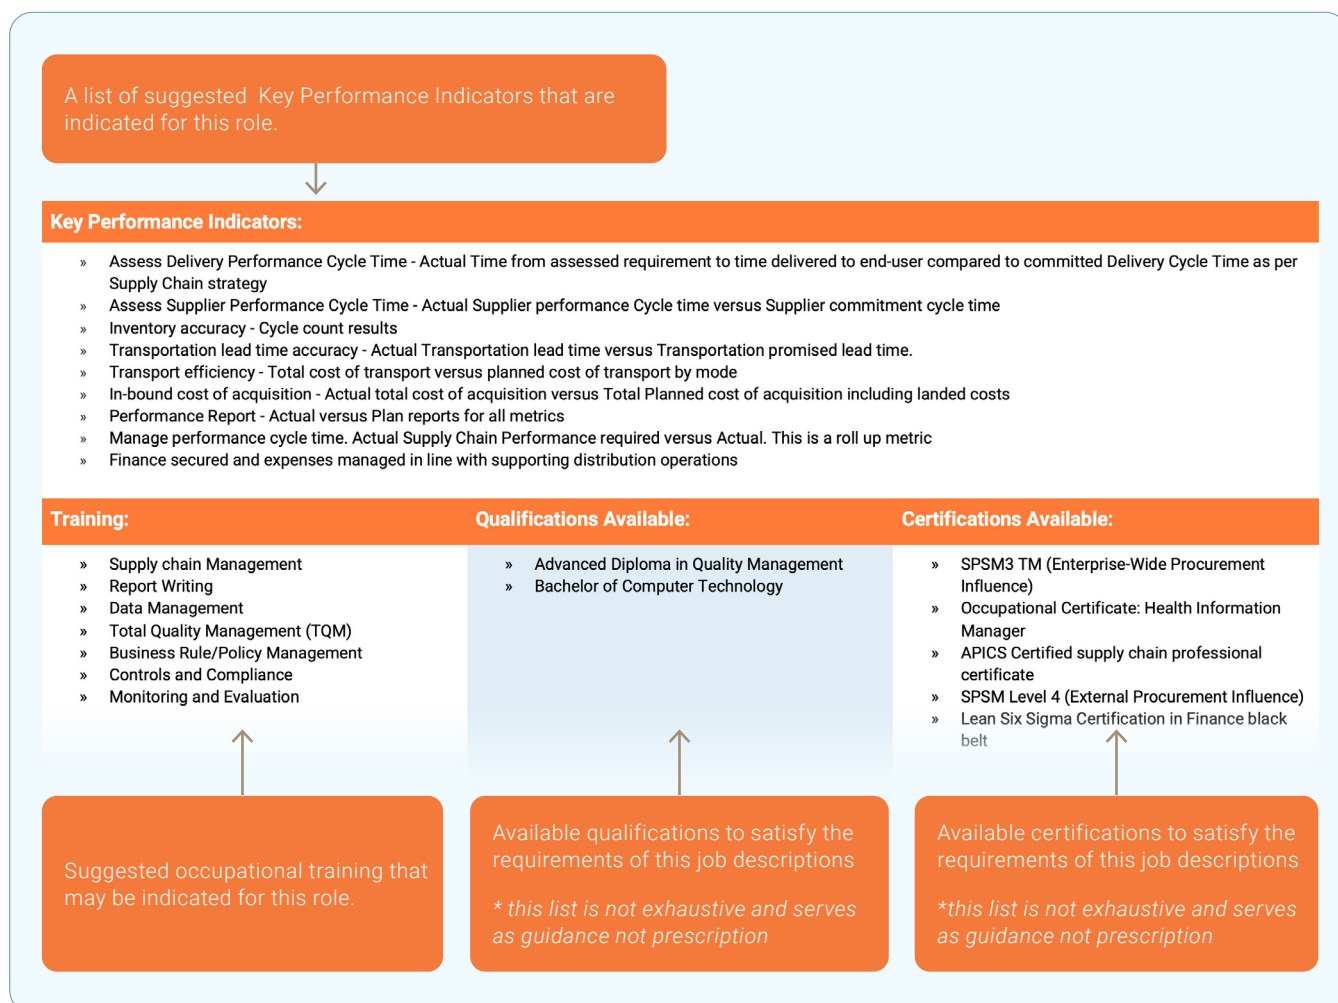 A list of suggested  Key Performance Indicators that are
indicated for this role.
Key Performance Indicators:
» Assess Delivery Performance Cycle Time - Actual Time from assessed requirement to time delivered to end-user compared to committed Delivery Cycle Time as per
Supply Chain strategy
» Assess Supplier Performance Cycle Time - Actual Supplier performance Cycle time versus Supplier commitment cycle time
» Inventory accuracy - Cycle count results
» Transportation lead time accuracy - Actual Transportation lead time versus Transportation promised lead time.
» Transport efficiency - Total cost of transport versus planned cost of transport by mode
» In-bound cost of acquisition - Actual total cost of acquisition versus Total Planned cost of acquisition including landed costs
» Performance Report - Actual versus Plan reports for all metrics
» Manage performance cycle time. Actual Supply Chain Performance required versus Actual. This is a roll up metric
» Finance secured and expenses managed in line with supporting distribution operations
Training:
» Supply chain Management
» Report Writing
» Data Management
» Total Quality Management (TQM)
» Business Rule/Policy Management
» Controls and Compliance
» Monitoring and Evaluation
Qualifications Available:
» Advanced Diploma in Quality Management
» Bachelor of Computer Technology
Certifications Available:
» SPSM3 TM (Enterprise-Wide Procurement
Influence)
» Occupational Certificate: Health Information
Manager
» APICS Certified supply chain professional
certificate
» SPSM Level 4 (External Procurement Influence)
» Lean Six Sigma Certification in Finance black
belt
Suggested occupational training that
may be indicated for this role.
Available qualifications to satisfy the
requirements of this job descriptions
* this list is not exhaustive and serves
as guidance not prescription
Available certifications to satisfy the
requirements of this job descriptions
*this list is not exhaustive and serves
as guidance not prescription